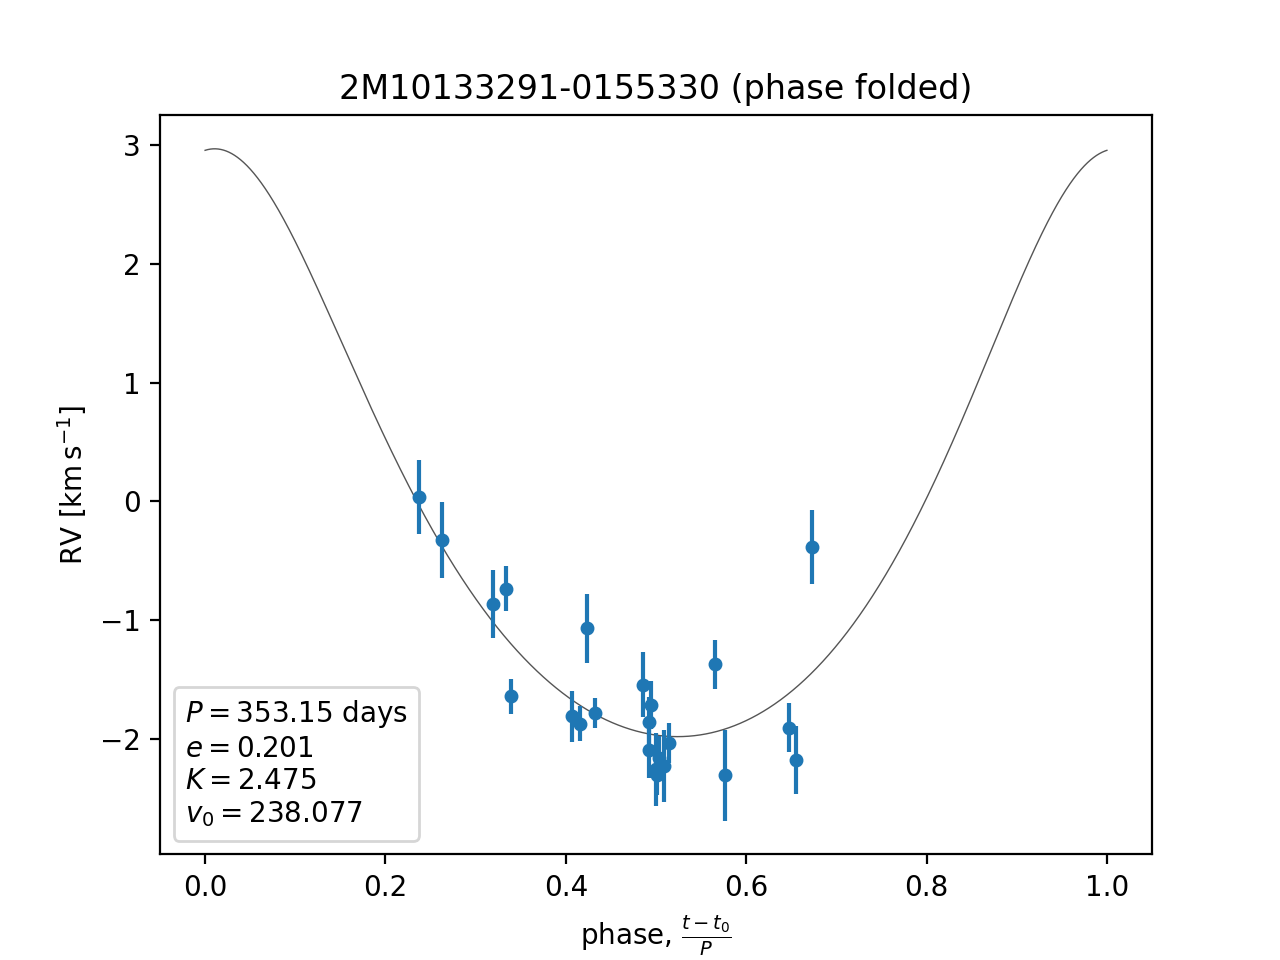 2M10133291-0155330 (phase folded)
3
2
1
0
−1
−2
RV [km s⁻¹]
P = 353.15 days
e = 0.201
K = 2.475
v₀ = 238.077
0.0 0.2 0.4 0.6 0.8 1.0
phase, (t − t₀)/P